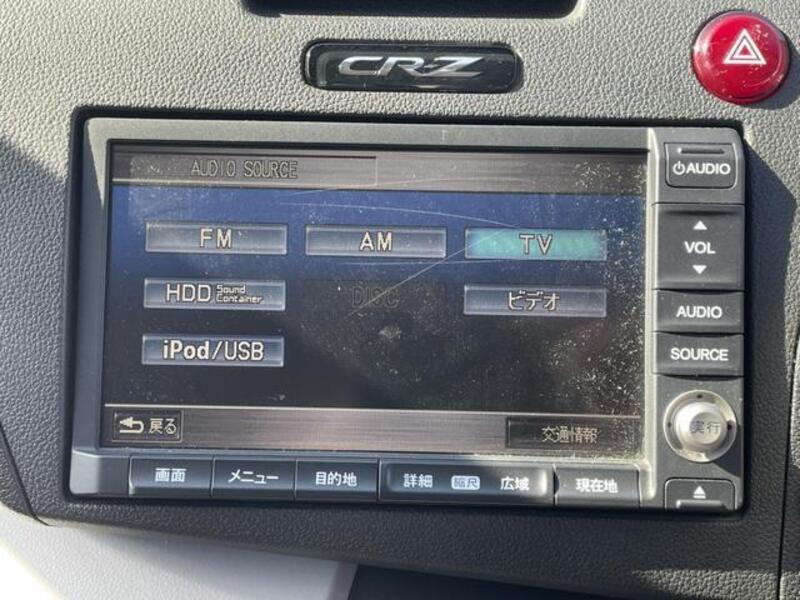 CR-Z
AUDIO SOURCE
AUDIO
FM AM TV
VOL
HDD Sound Container DISC ビデオ
AUDIO
iPod/USB
SOURCE
戻る 交通情報
実行
画面 メニュー 目的地 詳細 縮尺 広域 現在地